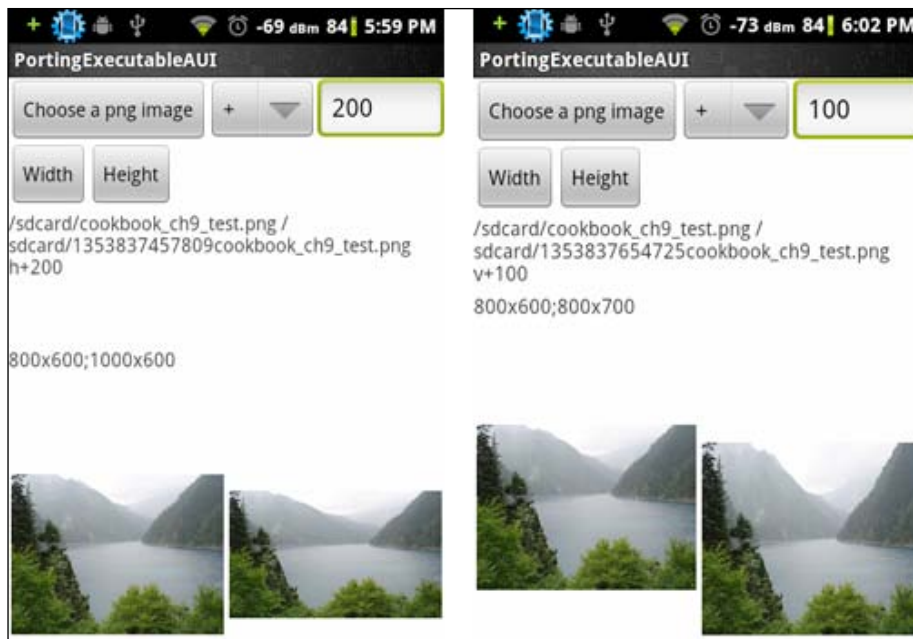 -69 dBm 84 5:59 PM
PortingExecutableAUI
Choose a png image + 200
Width Height
/sdcard/cookbook_ch9_test.png /
sdcard/1353837457809cookbook_ch9_test.png
h+200
800x600;1000x600
-73 dBm 84 6:02 PM
PortingExecutableAUI
Choose a png image + 100
Width Height
/sdcard/cookbook_ch9_test.png /
sdcard/1353837654725cookbook_ch9_test.png
v+100
800x600;800x700